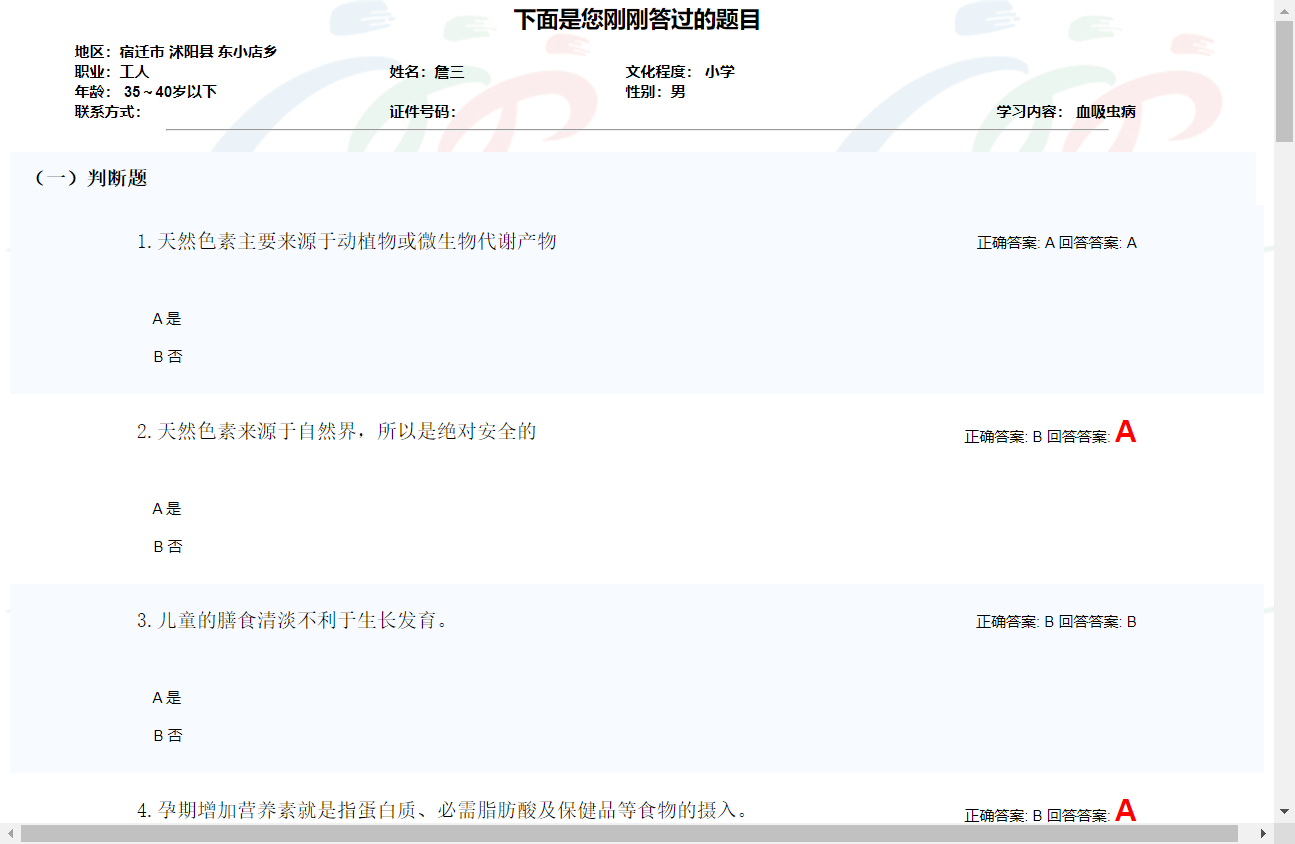 下面是您刚刚答过的题目
地区：宿迁市 沭阳县 东小店乡
职业：工人 姓名：詹三 文化程度： 小学
年龄： 35～40岁以下 性别：男
联系方式： 证件号码： 学习内容： 血吸虫病
（一）判断题
1. 天然色素主要来源于动植物或微生物代谢产物 正确答案: A 回答答案: A
A 是
B 否
2. 天然色素来源于自然界，所以是绝对安全的 正确答案: B 回答答案: A
A 是
B 否
3. 儿童的膳食清淡不利于生长发育。 正确答案: B 回答答案: B
A 是
B 否
4. 孕期增加营养素就是指蛋白质、必需脂肪酸及保健品等食物的摄入。 正确答案: B 回答答案: A